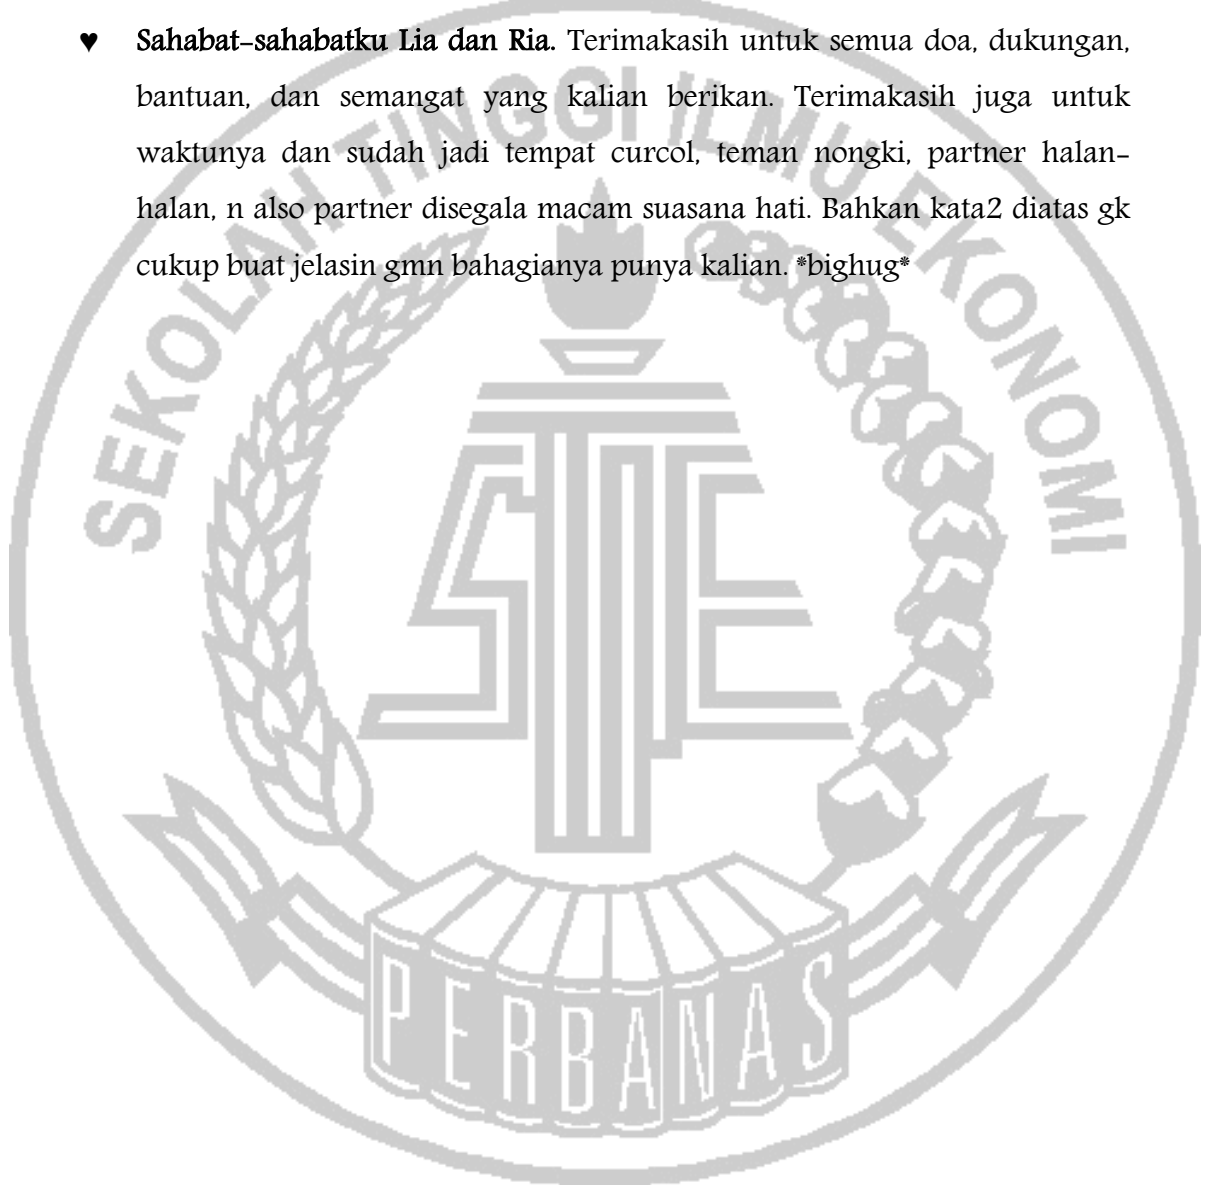 ♥ Sahabat-sahabatku Lia dan Ria. Terimakasih untuk semua doa, dukungan,
bantuan, dan semangat yang kalian berikan. Terimakasih juga untuk
waktunya dan sudah jadi tempat curcol, teman nongki, partner halan-
halan, n also partner disegala macam suasana hati. Bahkan kata2 diatas gk
cukup buat jelasin gmn bahagianya punya kalian. *bighug*
SEKOLAH TINGGI ILMU EKONOMI
STIE
PERBANAS